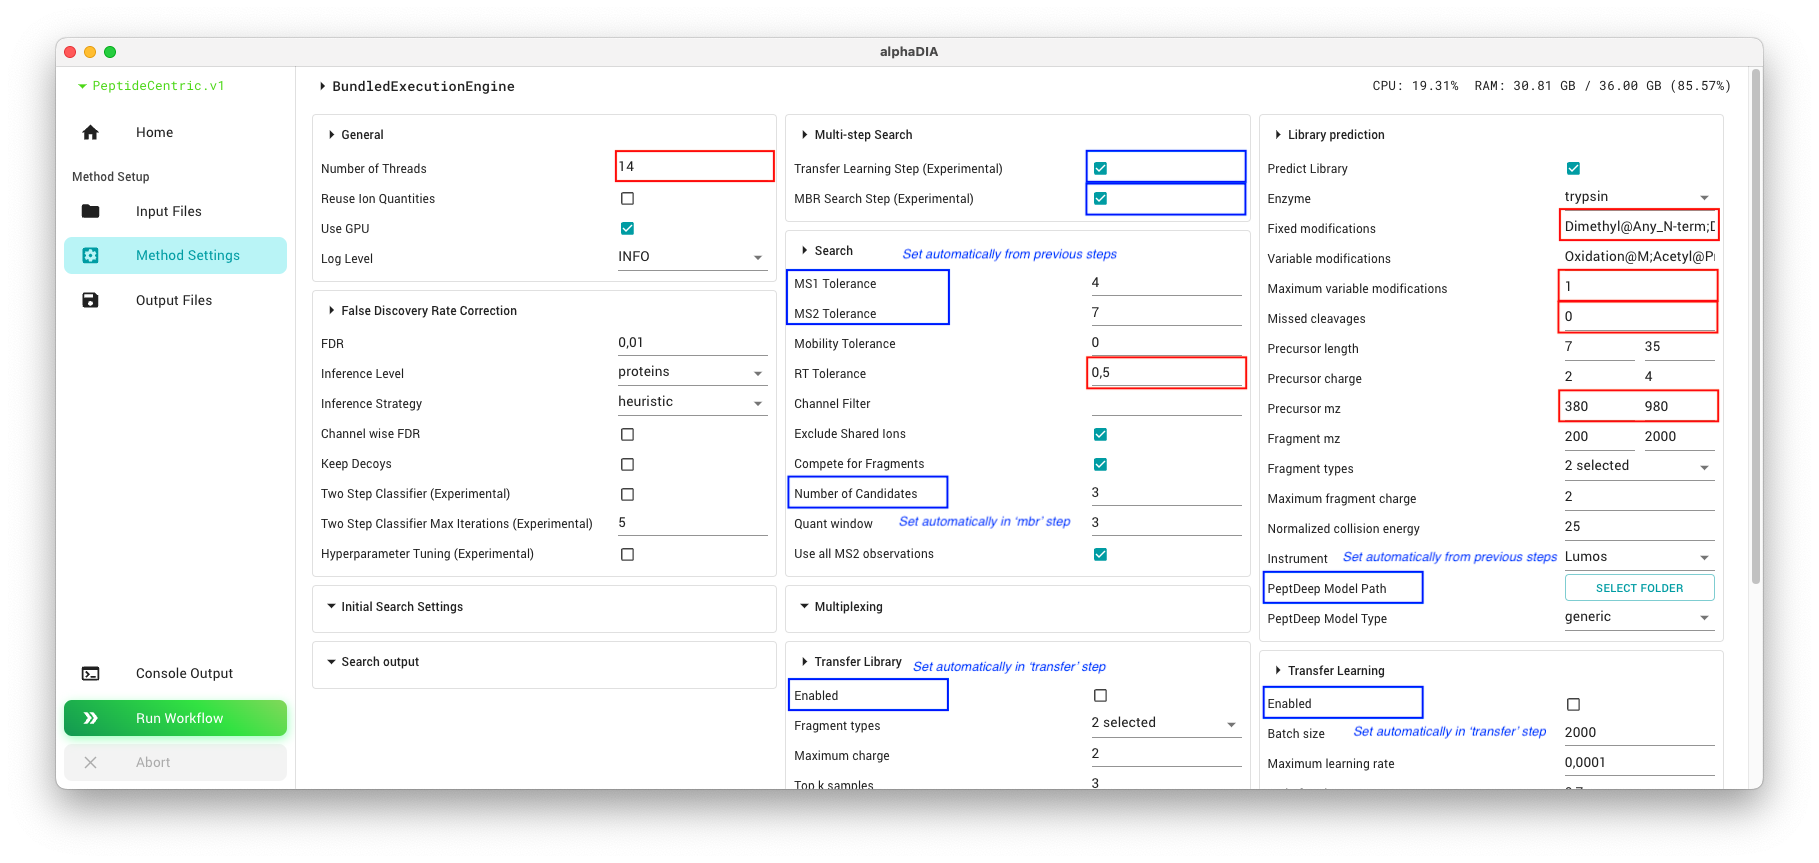 alphaDIA
PeptideCentric.v1
Home
Method Setup
Input Files
Method Settings
Output Files
Console Output
Run Workflow
Abort
BundledExecutionEngine
CPU: 19.31% RAM: 30.81 GB / 36.00 GB (85.57%)
General
Number of Threads 14
Reuse Ion Quantities
Use GPU
Log Level INFO
False Discovery Rate Correction
FDR 0,01
Inference Level proteins
Inference Strategy heuristic
Channel wise FDR
Keep Decoys
Two Step Classifier (Experimental)
Two Step Classifier Max Iterations (Experimental) 5
Hyperparameter Tuning (Experimental)
Initial Search Settings
Search output
Multi-step Search
Transfer Learning Step (Experimental)
MBR Search Step (Experimental)
Search Set automatically from previous steps
MS1 Tolerance 4
MS2 Tolerance 7
Mobility Tolerance 0
RT Tolerance 0,5
Channel Filter
Exclude Shared Ions
Compete for Fragments
Number of Candidates 3
Quant window Set automatically in ‘mbr’ step 3
Use all MS2 observations
Multiplexing
Transfer Library Set automatically in ‘transfer’ step
Enabled
Fragment types 2 selected
Maximum charge 2
Top k samples 3
Library prediction
Predict Library
Enzyme trypsin
Fixed modifications Dimethyl@Any_N-term;D
Variable modifications Oxidation@M;Acetyl@P
Maximum variable modifications 1
Missed cleavages 0
Precursor length 7 35
Precursor charge 2 4
Precursor mz 380 980
Fragment mz 200 2000
Fragment types 2 selected
Maximum fragment charge 2
Normalized collision energy 25
Instrument Set automatically from previous steps Lumos
PeptDeep Model Path SELECT FOLDER
PeptDeep Model Type generic
Transfer Learning
Enabled
Batch size Set automatically in ‘transfer’ step 2000
Maximum learning rate 0,0001